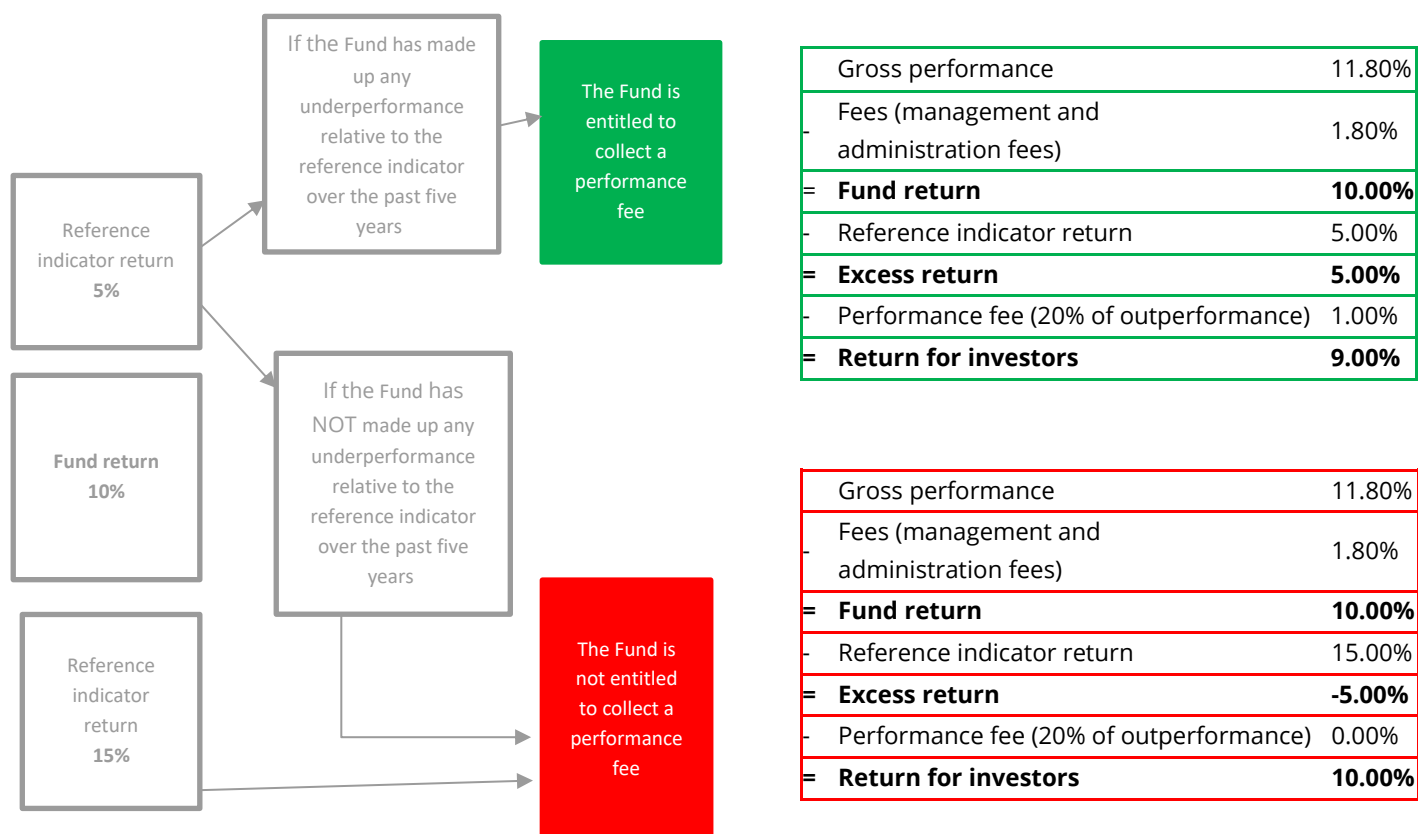 If the Fund has made
up any
underperformance
relative to the
reference indicator
over the past five
years
The Fund is
entitled to
collect a
performance
fee
Reference
indicator return
5%
Fund return
10%
If the Fund has
NOT made up any
underperformance
relative to the
reference indicator
over the past five
years
Reference
indicator
return
15%
The Fund is
not entitled
to collect a
performance
fee
Gross performance 11.80%
- Fees (management and
administration fees) 1.80%
= Fund return 10.00%
- Reference indicator return 5.00%
= Excess return 5.00%
- Performance fee (20% of outperformance) 1.00%
= Return for investors 9.00%
Gross performance 11.80%
- Fees (management and
administration fees) 1.80%
= Fund return 10.00%
- Reference indicator return 15.00%
= Excess return -5.00%
- Performance fee (20% of outperformance) 0.00%
= Return for investors 10.00%